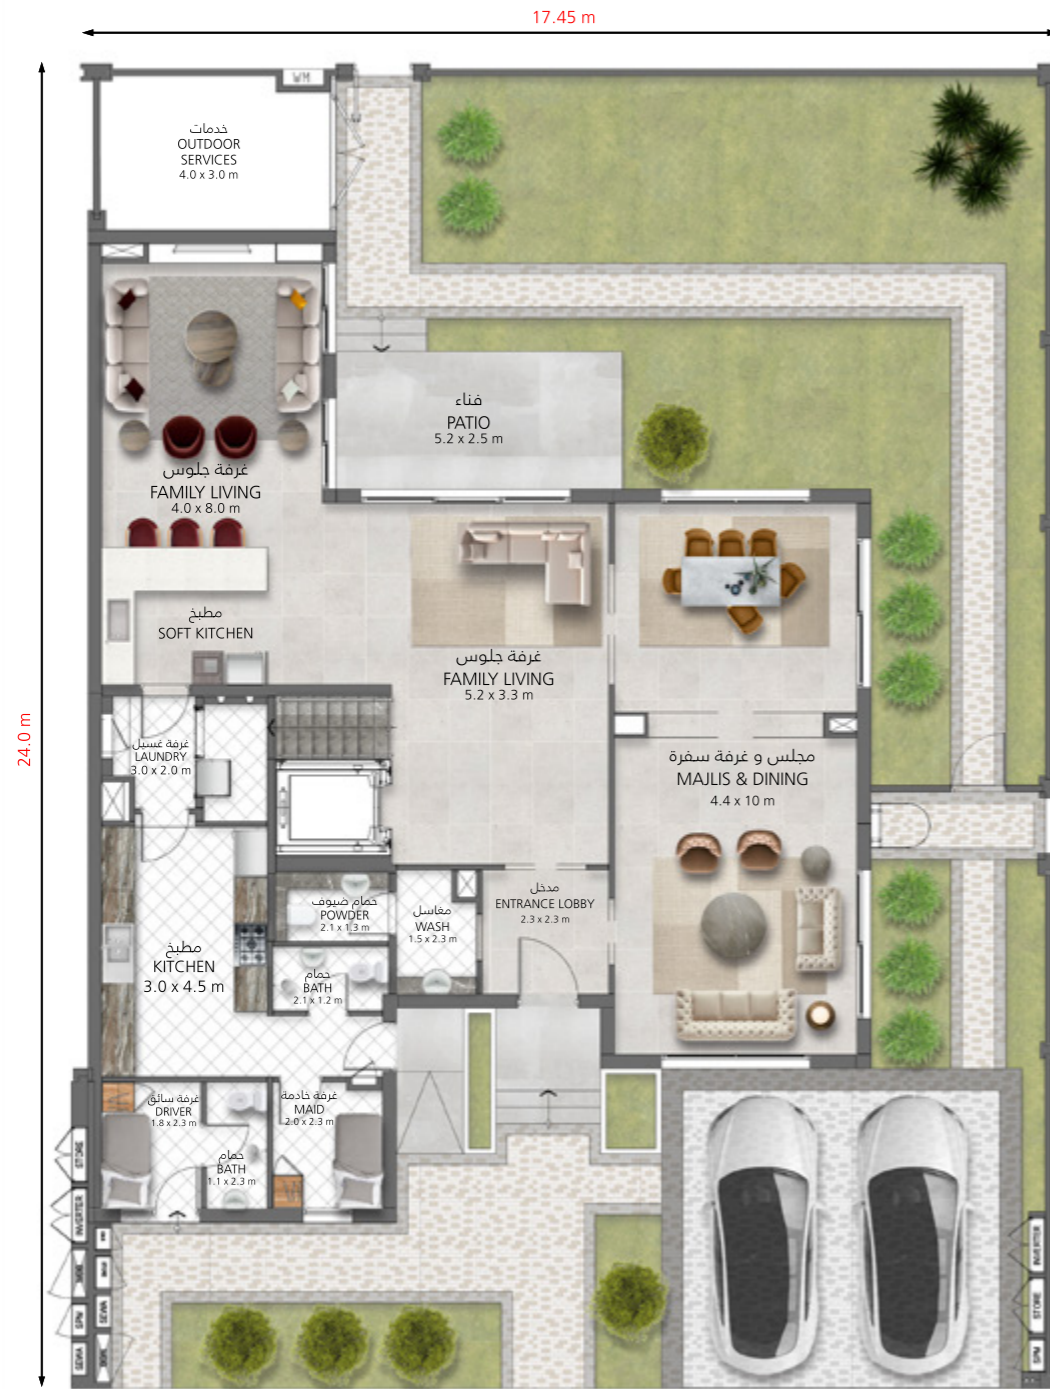 17.45 m
24.0 m
WM
خدمات
OUTDOOR
SERVICES
4.0 x 3.0 m
فناء
PATIO
5.2 x 2.5 m
غرفة جلوس
FAMILY LIVING
4.0 x 8.0 m
مطبخ
SOFT KITCHEN
غرفة جلوس
FAMILY LIVING
5.2 x 3.3 m
غرفة غسيل
LAUNDRY
3.0 x 2.0 m
مجلس و غرفة سفرة
MAJLIS & DINING
4.4 x 10 m
مدخل
ENTRANCE LOBBY
2.3 x 2.3 m
حمام ضيوف
POWDER
2.1 x 1.3 m
مغاسل
WASH
1.5 x 2.3 m
مطبخ
KITCHEN
3.0 x 4.5 m
حمام
BATH
2.1 x 1.2 m
غرفة سائق
DRIVER
1.8 x 2.3 m
غرفة خادمة
MAID
2.0 x 2.3 m
حمام
BATH
1.1 x 2.3 m
STORE
INVERTER
GPM
DEWA
INVERTER
STORE
GPM